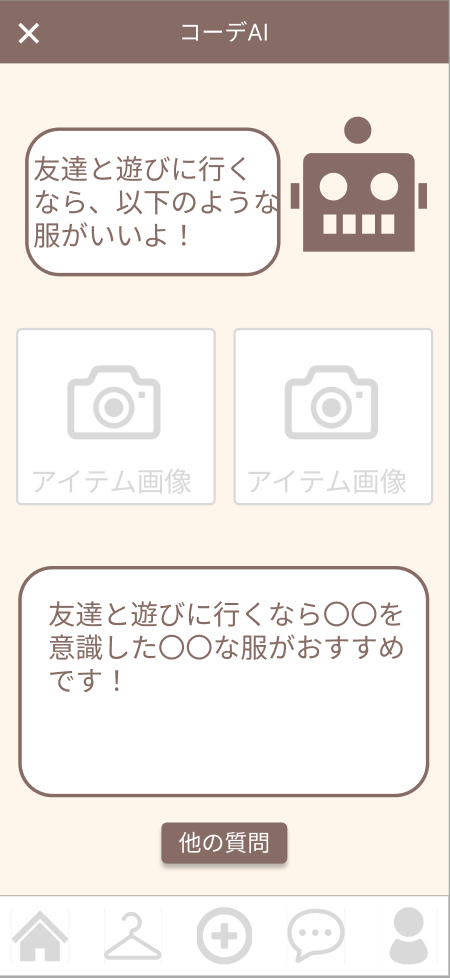 コーデAI
友達と遊びに行く
なら、以下のような
服がいいよ！
アイテム画像
アイテム画像
友達と遊びに行くなら〇〇を
意識した〇〇な服がおすすめ
です！
他の質問